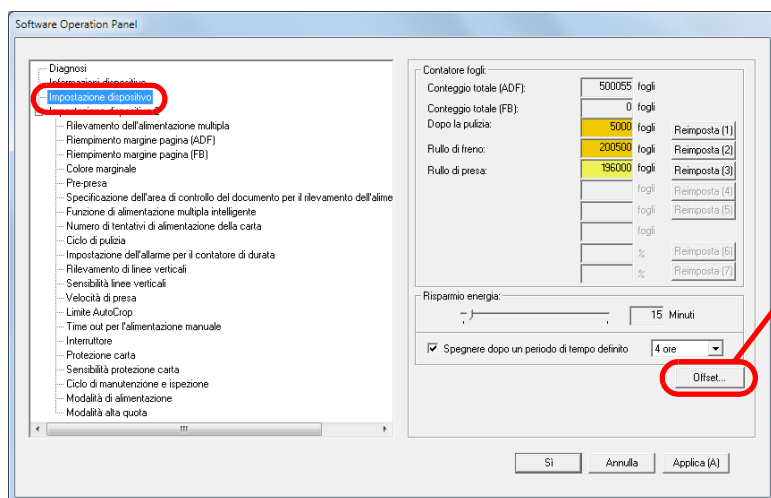 Software Operation Panel
Diagnosi
Informazioni dispositivo
Impostazione dispositivo
Impostazione dispositivo 2
Rilevamento dell'alimentazione multipla
Riempimento margine pagina (ADF)
Riempimento margine pagina (FB)
Colore marginale
Pre-presa
Specificazione dell'area di controllo del documento per il rilevamento dell'alime
Funzione di alimentazione multipla intelligente
Numero di tentativi di alimentazione della carta
Ciclo di pulizia
Impostazione dell'allarme per il contatore di durata
Rilevamento di linee verticali
Sensibilità linee verticali
Velocità di presa
Limite AutoCrop
Time out per l'alimentazione manuale
Interruttore
Protezione carta
Sensibilità protezione carta
Ciclo di manutenzione e ispezione
Modalità di alimentazione
Modalità alta quota
Contatore fogli:
Conteggio totale (ADF): 500055 fogli
Conteggio totale (FB): 0 fogli
Dopo la pulizia: 5000 fogli Reimposta (1)
Rullo di freno: 200500 fogli Reimposta (2)
Rullo di presa: 196000 fogli Reimposta (3)
fogli Reimposta (4)
fogli Reimposta (5)
fogli
% Reimposta (6)
% Reimposta (7)
Risparmio energia:
15 Minuti
Spegnere dopo un periodo di tempo definito 4 ore
Offset...
Sì Annulla Applica (A)